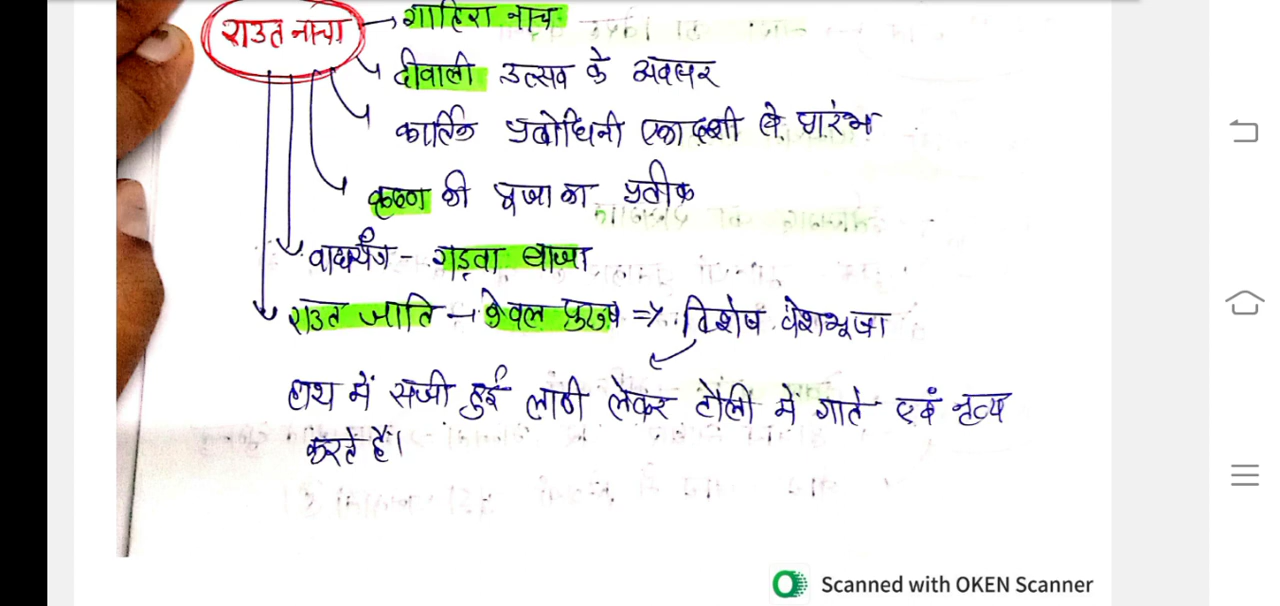 राउत नाचा → गाहिरा नाच
दीवाली उत्सव के अवसर
कार्तिक प्रबोधिनी एकादशी से प्रारंभ
कृष्ण की पूजा का प्रतीक
वाद्ययंत्र - गड़वा बाजा
राउत जाति → केवल पुरुष => विशेष वेशभूषा
हाथ में सजी हुई लाठी लेकर टोली में गाते एवं नृत्य
करते हैं।
Scanned with OKEN Scanner